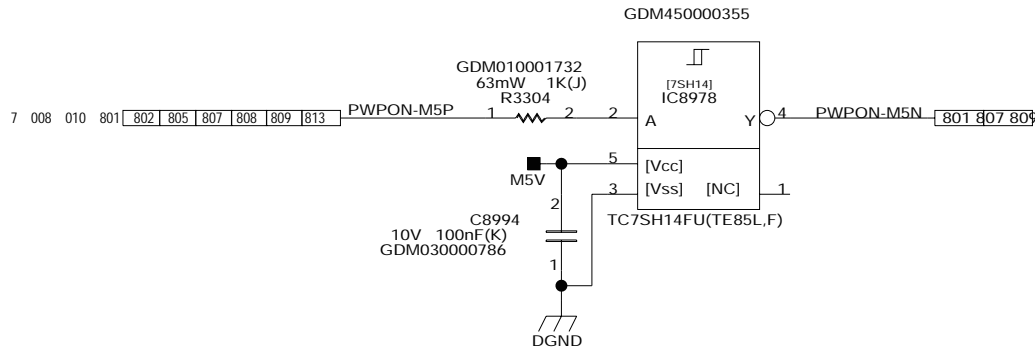 GDM450000355
GDM010001732
63mW 1K(J)
R3304
[7SH14]
IC8978
7 008 010 801 802 805 807 808 809 813
PWPON-M5P
1 2 2
A
Y
4
PWPON-M5N
801 807 809
M5V
5
[Vcc]
3
[Vss]
[NC]
1
TC7SH14FU(TE85L,F)
2
C8994
10V 100nF(K)
GDM030000786
1
DGND